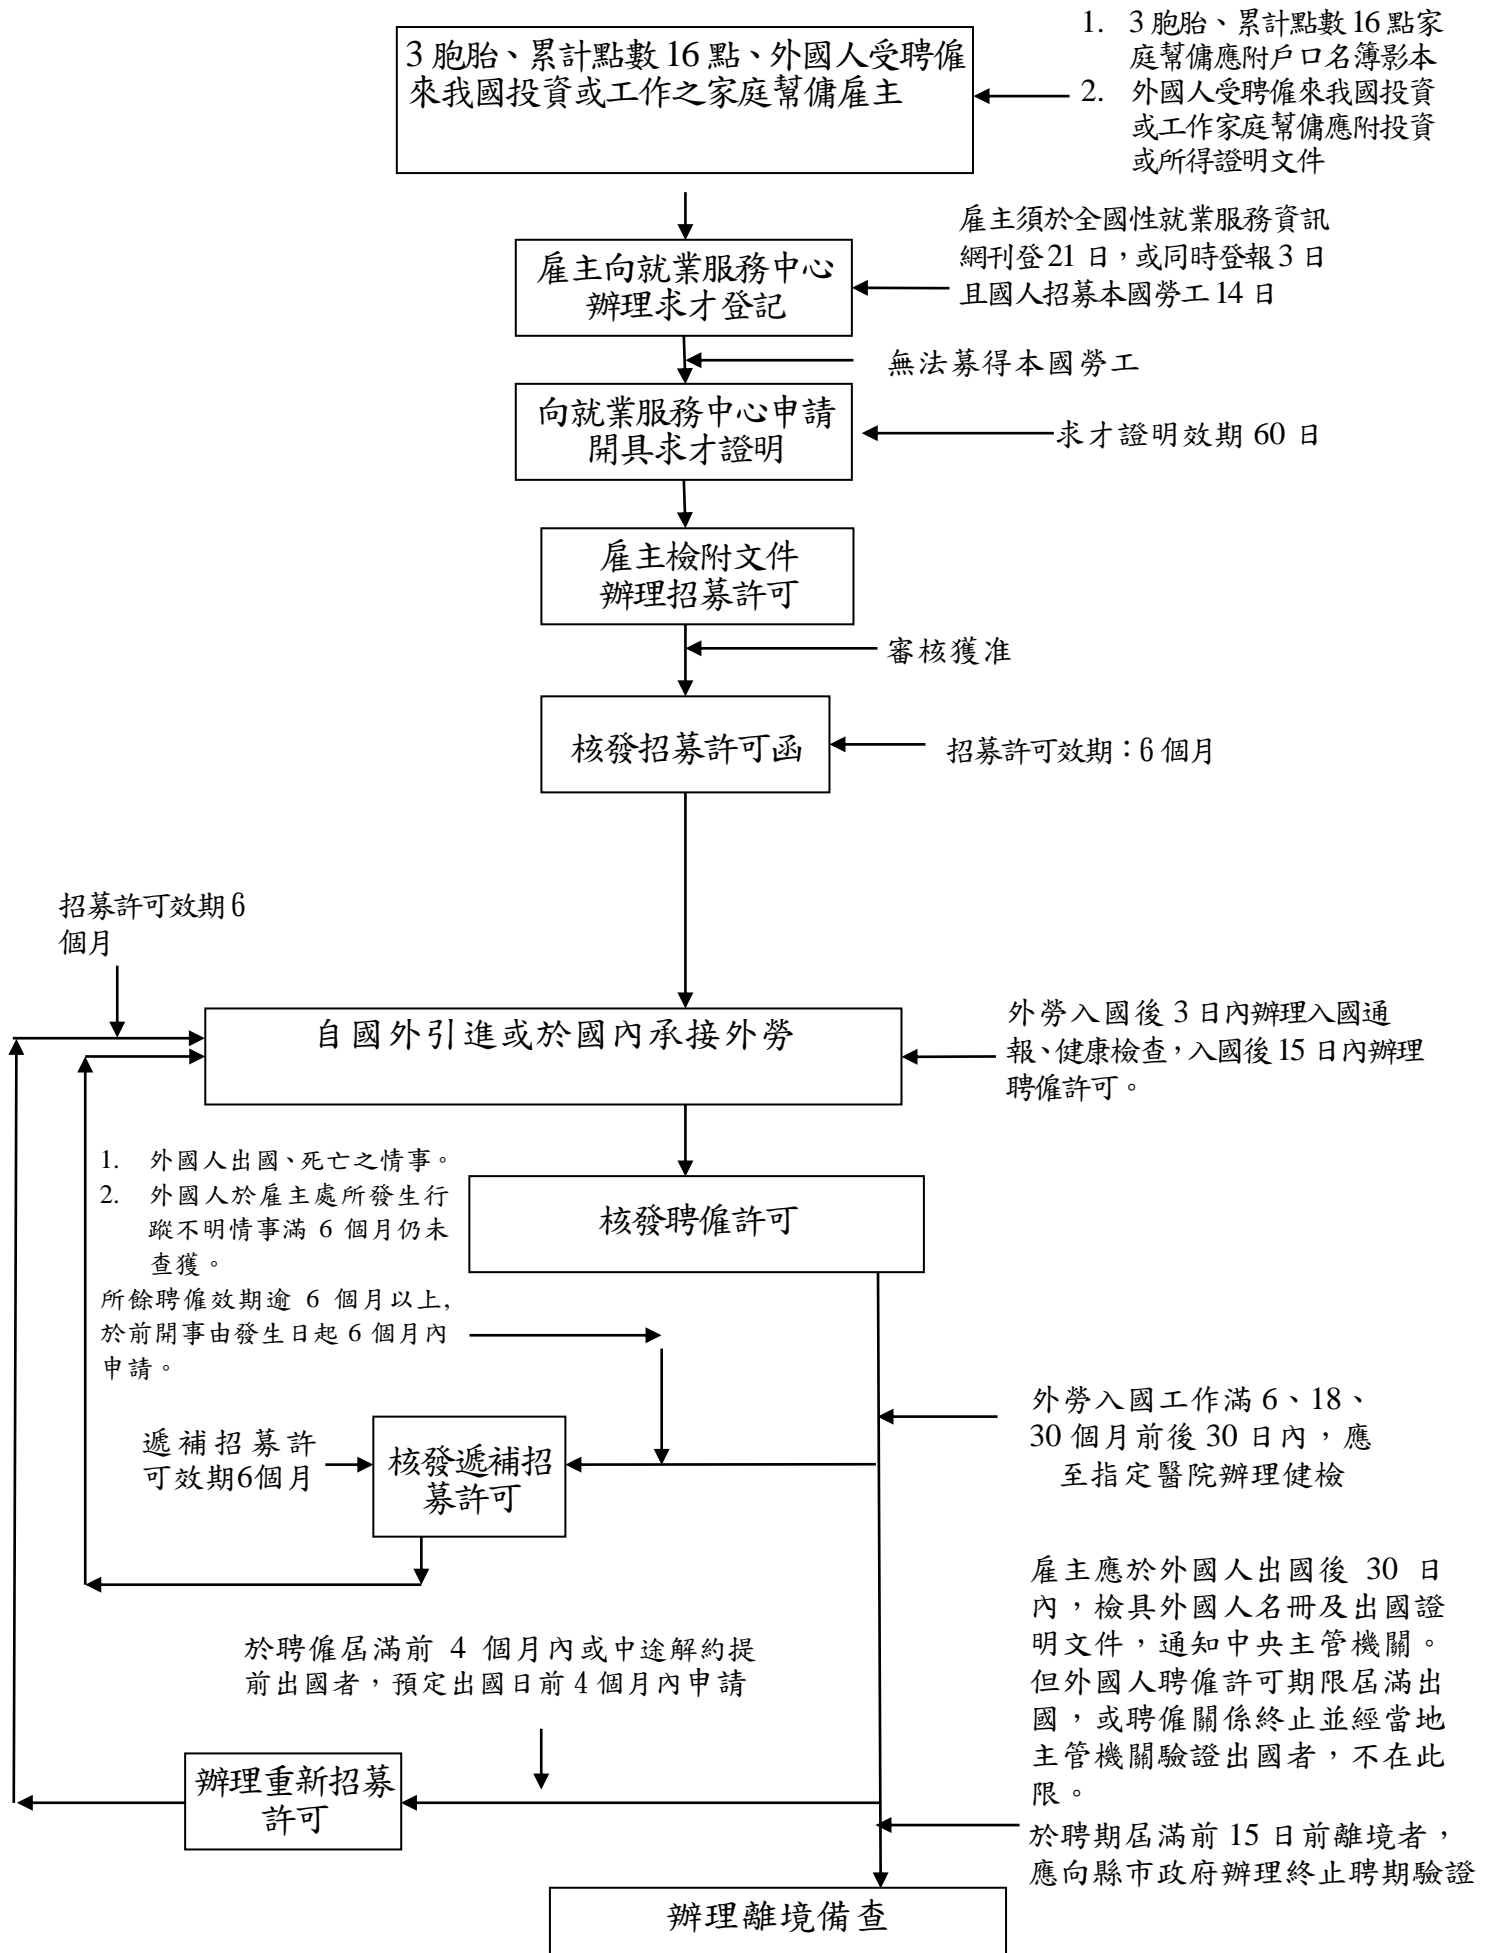 3 胞胎、累計點數 16 點、外國人受聘僱
來我國投資或工作之家庭幫傭雇主
1. 3 胞胎、累計點數 16 點家
庭幫傭應附戶口名簿影本
2. 外國人受聘僱來我國投資
或工作家庭幫傭應附投資
或所得證明文件
雇主向就業服務中心
辦理求才登記
雇主須於全國性就業服務資訊
網刊登 21 日，或同時登報 3 日
且國人招募本國勞工 14 日
無法募得本國勞工
向就業服務中心申請
開具求才證明
求才證明效期 60 日
雇主檢附文件
辦理招募許可
審核獲准
核發招募許可函
招募許可效期：6 個月
招募許可效期 6
個月
自國外引進或於國內承接外勞
外勞入國後 3 日內辦理入國通
報、健康檢查，入國後 15 日內辦理
聘僱許可。
核發聘僱許可
1. 外國人出國、死亡之情事。
2. 外國人於雇主處所發生行
蹤不明情事滿 6 個月仍未
查獲。
所餘聘僱效期逾 6 個月以上,
於前開事由發生日起 6 個月內
申請。
外勞入國工作滿 6、18、
30 個月前後 30 日內，應
至指定醫院辦理健檢
遞補招募許
可效期6個月
核發遞補招
募許可
雇主應於外國人出國後 30 日
內，檢具外國人名冊及出國證
明文件，通知中央主管機關。
但外國人聘僱許可期限屆滿出
國，或聘僱關係終止並經當地
主管機關驗證出國者，不在此
限。
於聘僱屆滿前 4 個月內或中途解約提
前出國者，預定出國日前 4 個月內申請
辦理重新招募
許可
於聘期屆滿前 15 日前離境者，
應向縣市政府辦理終止聘期驗證
辦理離境備查